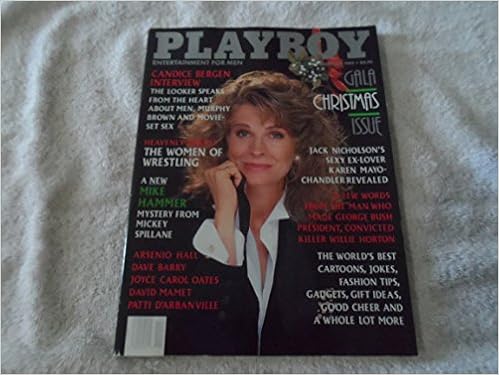 PLAYBOY
ENTERTAINMENT FOR MEN
GALA
CHRISTMAS
ISSUE
CANDICE BERGEN
INTERVIEW
THE LOOKER SPEAKS
FROM THE HEART
ABOUT MEN, MURPHY
BROWN AND MOVIE-
SET SEX
HEAVENLY
THE WOMEN OF
WRESTLING
A NEW
MIKE
HAMMER
MYSTERY FROM
MICKEY
SPILLANE
ARSENIO HALL
DAVE BARRY
JOYCE CAROL OATES
DAVID MAMET
PATTI D'ARBANVILLE
JACK NICHOLSON'S
SEXY EX-LOVER
KAREN MAYO-
CHANDLER REVEALED
FEW WORDS
FROM THE MAN WHO
MADE GEORGE BUSH
PRESIDENT, CONVICTED
KILLER WILLIE HORTON
THE WORLD'S BEST
CARTOONS, JOKES,
FASHION TIPS,
GADGETS, GIFT IDEAS,
GOOD CHEER AND
A WHOLE LOT MORE